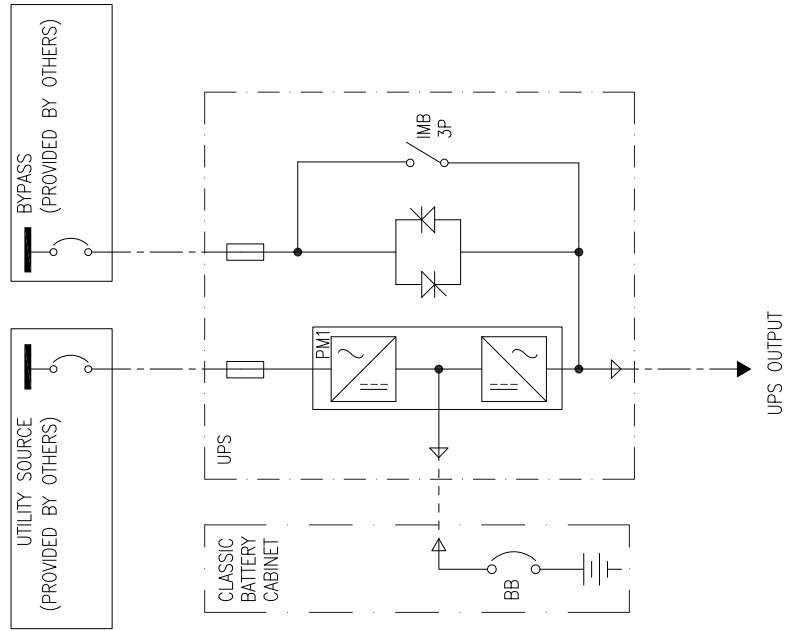 UTILITY SOURCE
(PROVIDED BY OTHERS)
BYPASS
(PROVIDED BY OTHERS)
UPS
PM1
IMB
3P
CLASSIC
BATTERY
CABINET
BB
UPS OUTPUT